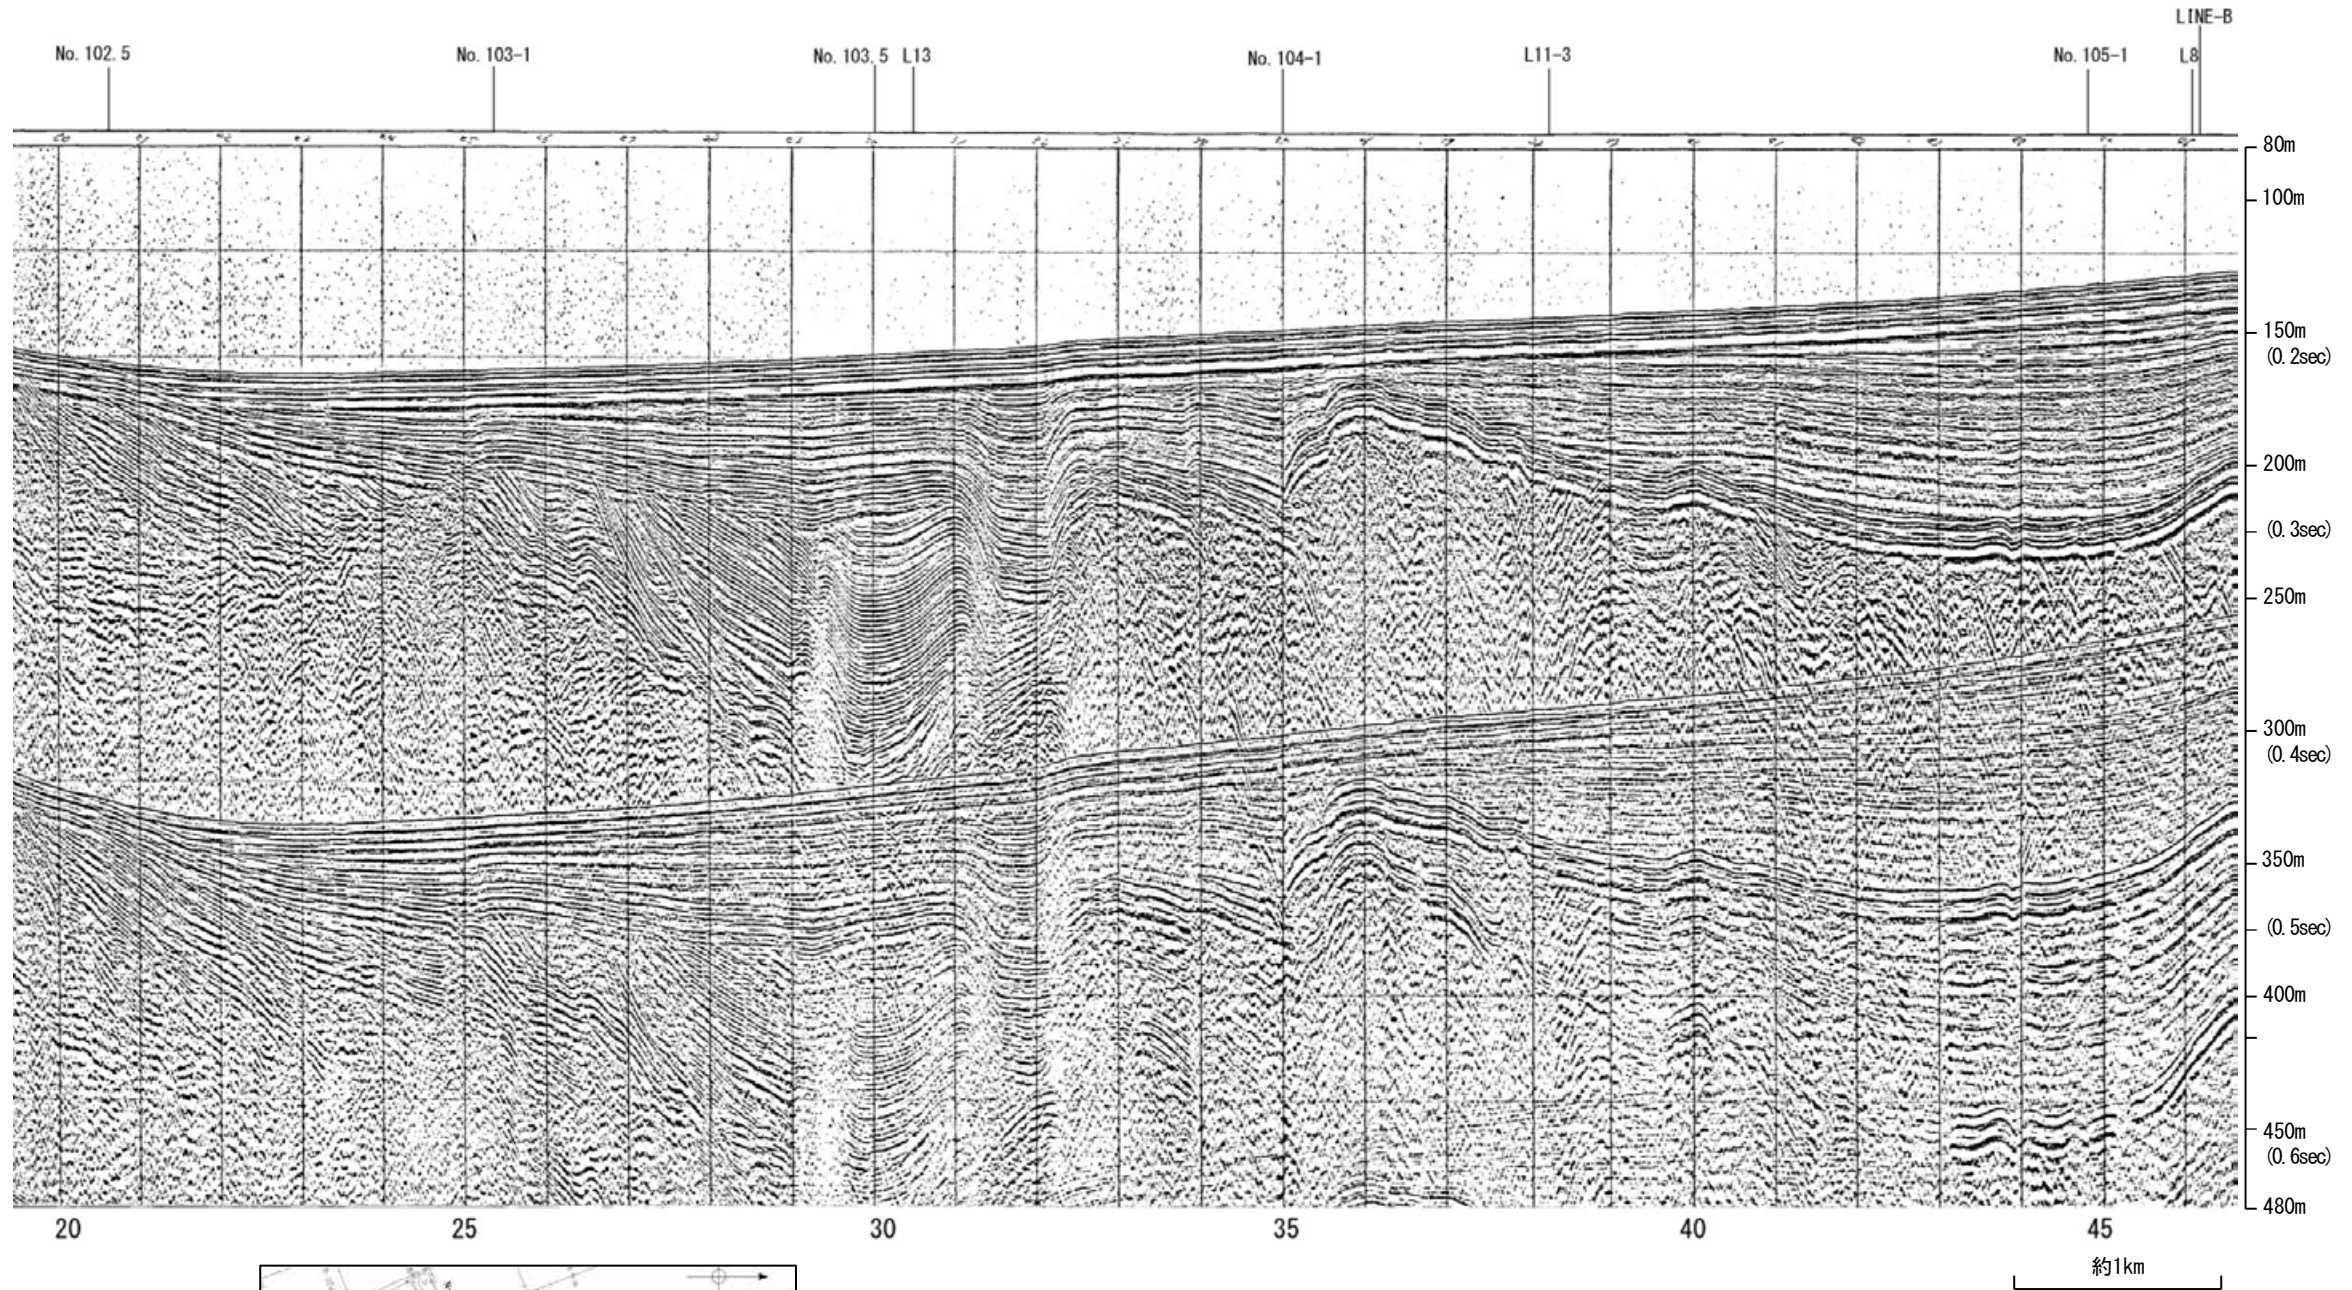 LINE-B
No. 102.5
No. 103-1
No. 103.5
L13
No. 104-1
L11-3
No. 105-1
L8
80m
100m
150m
(0.2sec)
200m
(0.3sec)
250m
300m
(0.4sec)
350m
(0.5sec)
400m
450m
(0.6sec)
480m
20
25
30
35
40
45
約1km